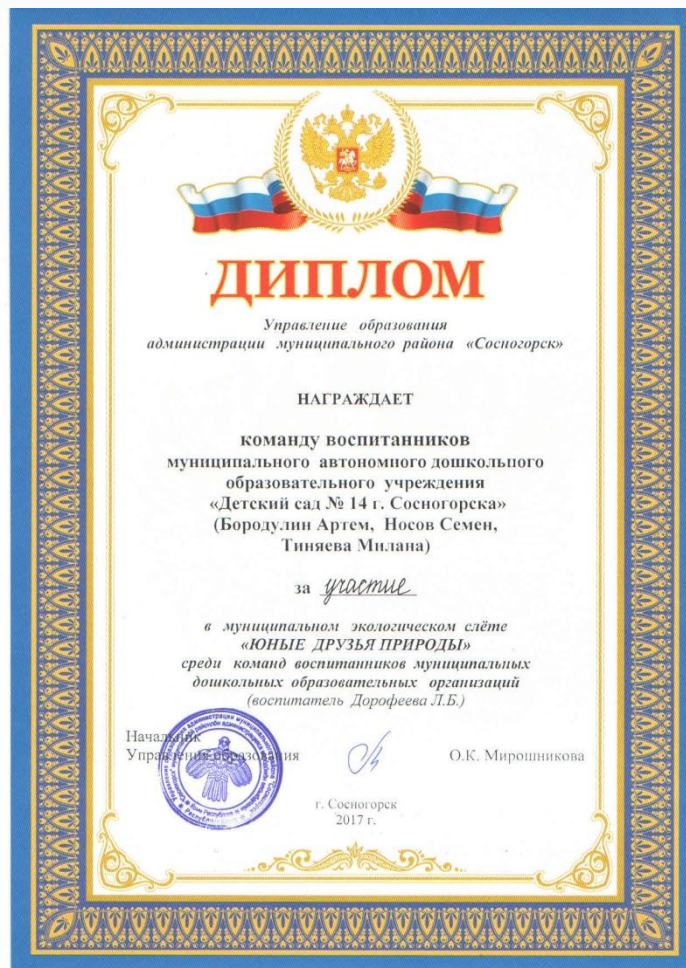 ДИПЛОМ
Управление образования
администрации муниципального района «Сосногорск»
НАГРАЖДАЕТ
команду воспитанников
муниципального автономного дошкольного
образовательного учреждения
«Детский сад № 14 г. Сосногорска»
(Бородулин Артем, Носов Семен,
Тиняева Милана)
за участие
в муниципальном экологическом слёте
«ЮНЫЕ ДРУЗЬЯ ПРИРОДЫ»
среди команд воспитанников муниципальных
дошкольных образовательных организаций
(воспитатель Дорофеева Л.Б.)
Начальник
Управления образования О.К. Мирошникова
г. Сосногорск
2017 г.